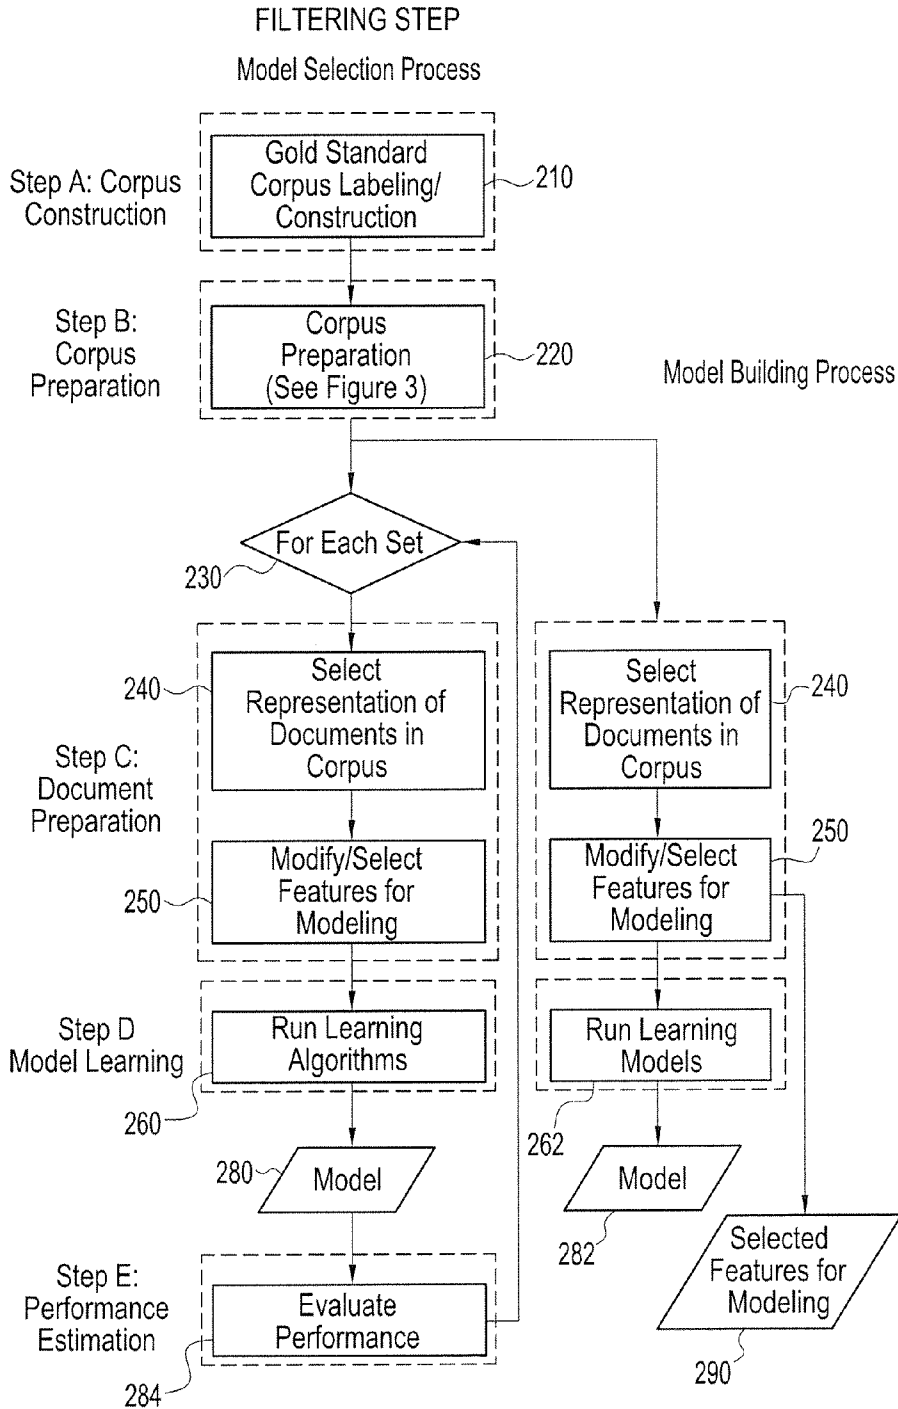 FILTERING STEP
Model Selection Process
Step A: Corpus
Construction
Gold Standard
Corpus Labeling/
Construction
210
Step B:
Corpus
Preparation
Corpus
Preparation
(See Figure 3)
220
Model Building Process
For Each Set
230
Step C:
Document
Preparation
240
Select
Representation of
Documents in
Corpus
250
Modify/Select
Features for
Modeling
Select
Representation of
Documents in
Corpus
240
Modify/Select
Features for
Modeling
250
Step D
Model Learning
Run Learning
Algorithms
260
Run Learning
Models
262
280
Model
Model
282
Step E:
Performance
Estimation
Evaluate
Performance
284
Selected
Features for
Modeling
290